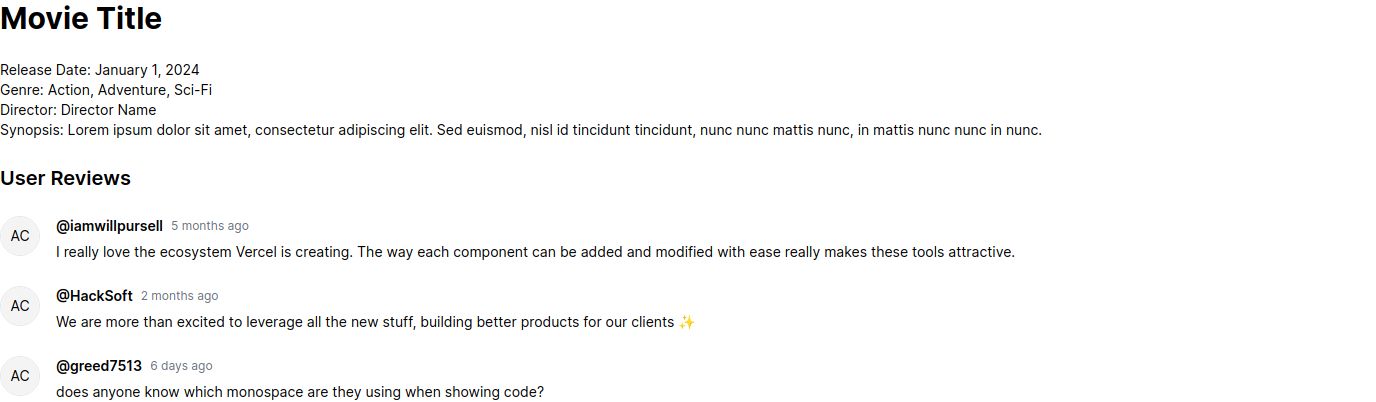 Movie Title
Release Date: January 1, 2024
Genre: Action, Adventure, Sci-Fi
Director: Director Name
Synopsis: Lorem ipsum dolor sit amet, consectetur adipiscing elit. Sed euismod, nisl id tincidunt tincidunt, nunc nunc mattis nunc, in mattis nunc nunc in nunc.
User Reviews
AC
@iamwillpursell 5 months ago
I really love the ecosystem Vercel is creating. The way each component can be added and modified with ease really makes these tools attractive.
AC
@HackSoft 2 months ago
We are more than excited to leverage all the new stuff, building better products for our clients ✨
AC
@greed7513 6 days ago
does anyone know which monospace are they using when showing code?